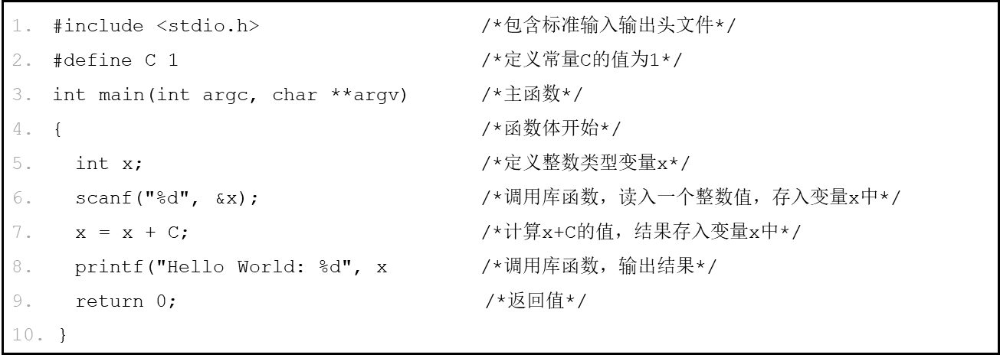 1. #include <stdio.h> /*包含标准输入输出头文件*/
2. #define C 1 /*定义常量C的值为1*/
3. int main(int argc, char **argv) /*主函数*/
4. { /*函数体开始*/
5. int x; /*定义整数类型变量x*/
6. scanf("%d", &x); /*调用库函数，读入一个整数值，存入变量x中*/
7. x = x + C; /*计算x+C的值，结果存入变量x中*/
8. printf("Hello World: %d", x /*调用库函数，输出结果*/
9. return 0; /*返回值*/
10. }